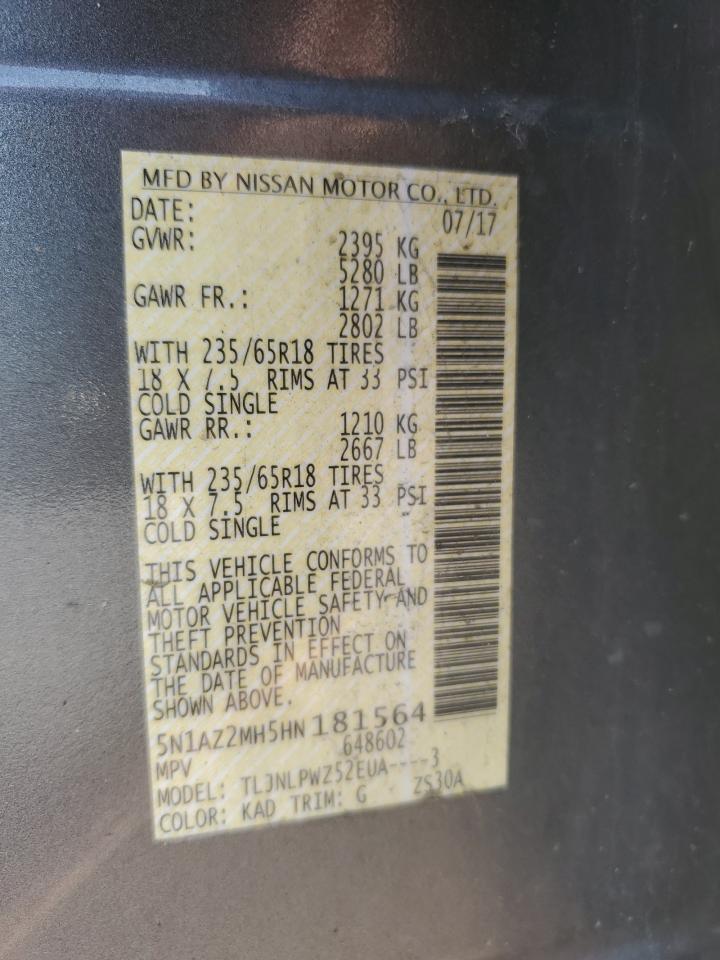 MFD BY NISSAN MOTOR CO., LTD.
DATE: 07/17
GVWR: 2395 KG
5280 LB
GAWR FR.: 1271 KG
2802 LB
WITH 235/65R18 TIRES
18 X 7.5 RIMS AT 33 PSI
COLD SINGLE
GAWR RR.: 1210 KG
2667 LB
WITH 235/65R18 TIRES
18 X 7.5 RIMS AT 33 PSI
COLD SINGLE
THIS VEHICLE CONFORMS TO
ALL APPLICABLE FEDERAL
MOTOR VEHICLE SAFETY AND
THEFT PREVENTION
STANDARDS IN EFFECT ON
THE DATE OF MANUFACTURE
SHOWN ABOVE.
5N1AZ2MH5HN181564
MPV 648602
MODEL: TLJNLPWZ52EUA----3
COLOR: KAD TRIM: G ZS30A